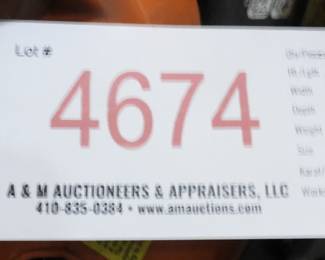 Lot #
4674
A & M AUCTIONEERS & APPRAISERS, LLC
410-835-0384 • www.amauctions.com
Width
Depth
Weight
Size